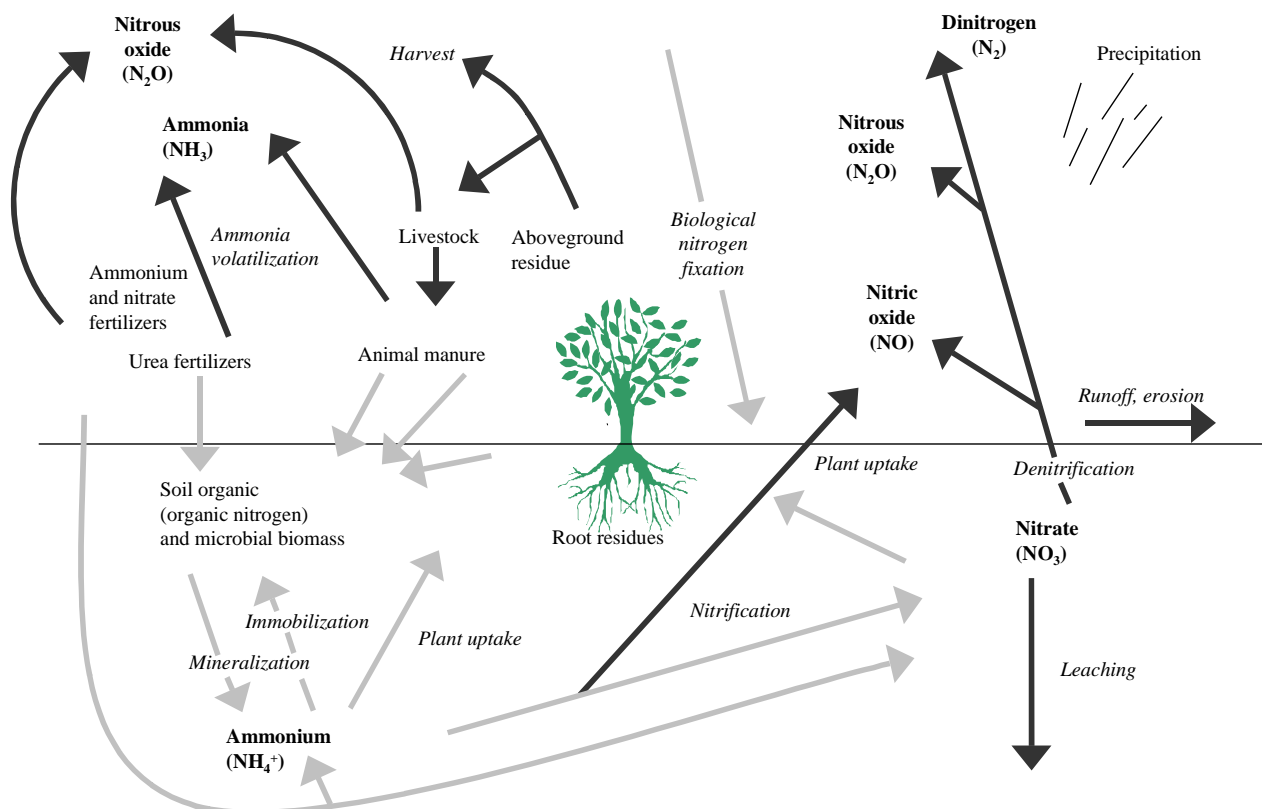 Nitrous
oxide
(N₂O)
Harvest
Dinitrogen
(N₂)
Precipitation
Ammonia
(NH₃)
Nitrous
oxide
(N₂O)
Ammonia
volatilization
Livestock
Aboveground
residue
Biological
nitrogen
fixation
Ammonium
and nitrate
fertilizers
Nitric
oxide
(NO)
Urea fertilizers
Animal manure
Runoff, erosion
Plant uptake
Denitrification
Soil organic
(organic nitrogen)
and microbial biomass
Root residues
Nitrate
(NO₃)
Immobilization
Mineralization
Plant uptake
Nitrification
Leaching
Ammonium
(NH₄⁺)